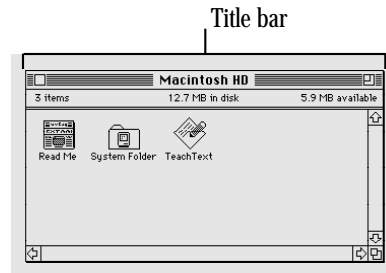 Title bar
Macintosh HD
3 items 12.7 MB in disk 5.9 MB available
Read Me System Folder TeachText